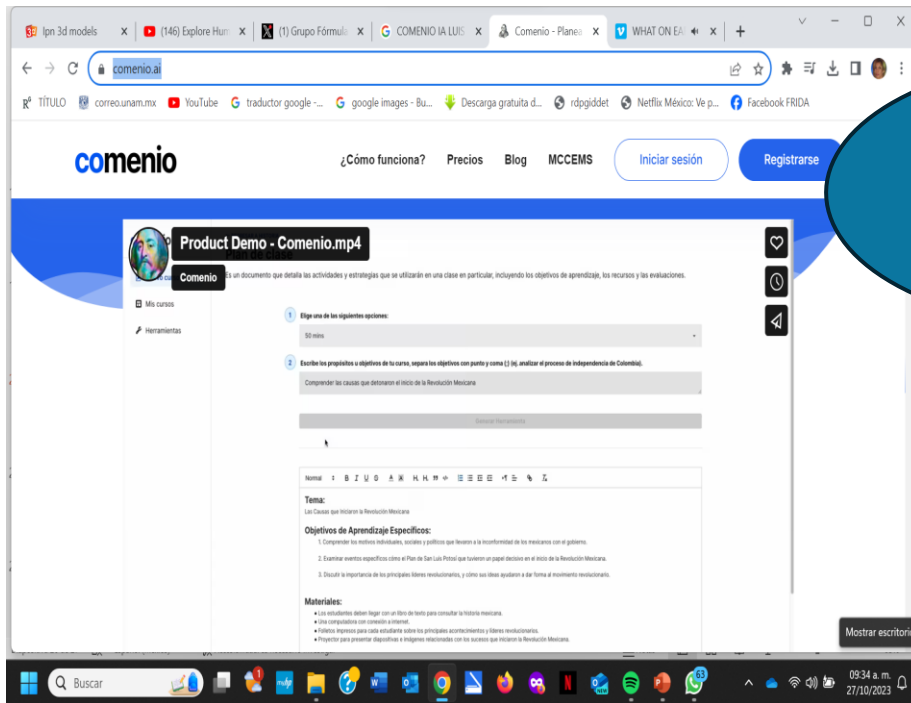 lpn 3d models
(146) Explore Hum
(1) Grupo Fórmula
COMENIO IA LUIS
Comenio - Planea
WHAT ON EA
comenio.ai
TÍTULO
correo.unam.mx
YouTube
traductor google -...
google images - Bu...
Descarga gratuita d...
rdpgiddet
Netflix México: Ve p...
Facebook FRIDA
comenio
¿Cómo funciona?
Precios
Blog
MCCEMS
Iniciar sesión
Registrarse
Product Demo - Comenio.mp4
Comenio
Plan de clase
Es un documento que detalla las actividades y estrategias que se utilizarán en una clase en particular, incluyendo los objetivos de aprendizaje, los recursos y las evaluaciones.
Mis cursos
Herramientas
1 Elige una de las siguientes opciones:
50 mins
2 Escribe los propósitos u objetivos de tu curso, separa los objetivos con punto y coma (;) (ej. analizar el proceso de independencia de Colombia).
Comprender las causas que detonaron el inicio de la Revolución Mexicana
Generar Herramienta
Normal
Tema:
Las Causas que Iniciaron la Revolución Mexicana
Objetivos de Aprendizaje Específicos:
1. Comprender los motivos individuales, sociales y políticos que llevaron a la inconformidad de los mexicanos con el gobierno.
2. Examinar eventos específicos cómo el Plan de San Luis Potosí que tuvieron un papel decisivo en el inicio de la Revolución Mexicana.
3. Discutir la importancia de los principales líderes revolucionarios, y cómo sus ideas ayudaron a dar forma al movimiento revolucionario.
Materiales:
• Los estudiantes deben llegar con un libro de texto para consultar la historia mexicana.
• Una computadora con conexión a internet.
• Folletos impresos para cada estudiante sobre los principales acontecimientos y líderes revolucionarios.
• Proyector para presentar diapositivas e imágenes relacionadas con los sucesos que iniciaron la Revolución Mexicana.
Mostrar escritorio
Buscar
63
09:34 a. m.
27/10/2023